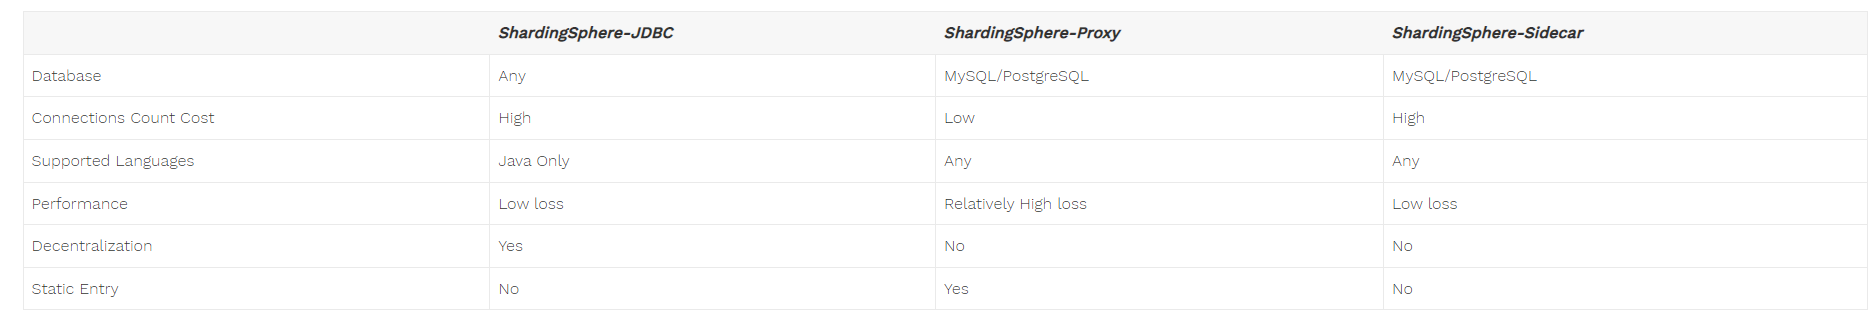 ShardingSphere-JDBC ShardingSphere-Proxy ShardingSphere-Sidecar
Database Any MySQL/PostgreSQL MySQL/PostgreSQL
Connections Count Cost High Low High
Supported Languages Java Only Any Any
Performance Low loss Relatively High loss Low loss
Decentralization Yes No No
Static Entry No Yes No